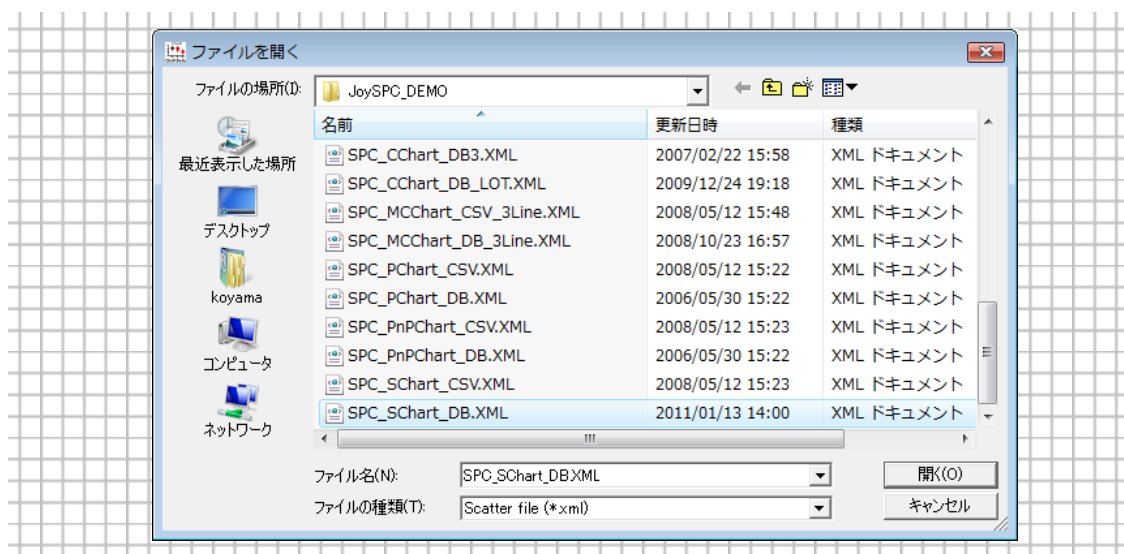 ファイルを開く
ファイルの場所(I):
JoySPC_DEMO
最近表示した場所
デスクトップ
koyama
コンピュータ
ネットワーク
名前 更新日時 種類
SPC_CChart_DB3.XML 2007/02/22 15:58 XML ドキュメント
SPC_CChart_DB_LOT.XML 2009/12/24 19:18 XML ドキュメント
SPC_MCChart_CSV_3Line.XML 2008/05/12 15:48 XML ドキュメント
SPC_MCChart_DB_3Line.XML 2008/10/23 16:57 XML ドキュメント
SPC_PChart_CSV.XML 2008/05/12 15:22 XML ドキュメント
SPC_PChart_DB.XML 2006/05/30 15:22 XML ドキュメント
SPC_PnPChart_CSV.XML 2008/05/12 15:23 XML ドキュメント
SPC_PnPChart_DB.XML 2006/05/30 15:22 XML ドキュメント
SPC_SChart_CSV.XML 2008/05/12 15:23 XML ドキュメント
SPC_SChart_DB.XML 2011/01/13 14:00 XML ドキュメント
ファイル名(N): SPC_SChart_DB.XML 開く(O)
ファイルの種類(T): Scatter file (*.xml) キャンセル